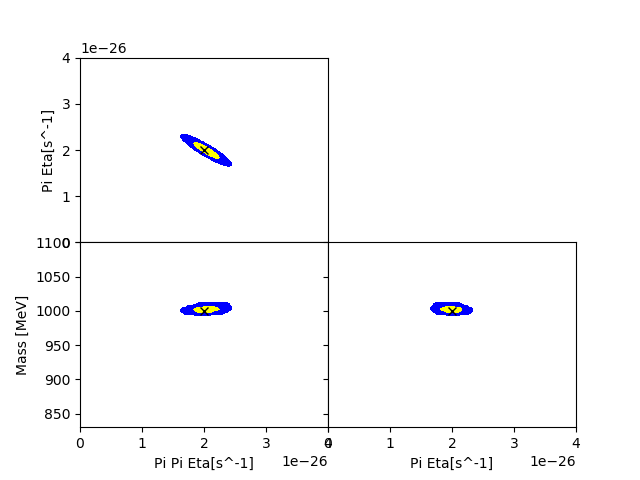 1e−26
4
3
2
1
0
Pi Eta[s^-1]
1100
1050
1000
950
900
850
Mass [MeV]
0 1 2 3 4
0 1 2 3 4
1e−26
1e−26
Pi Pi Eta[s^-1]
Pi Eta[s^-1]